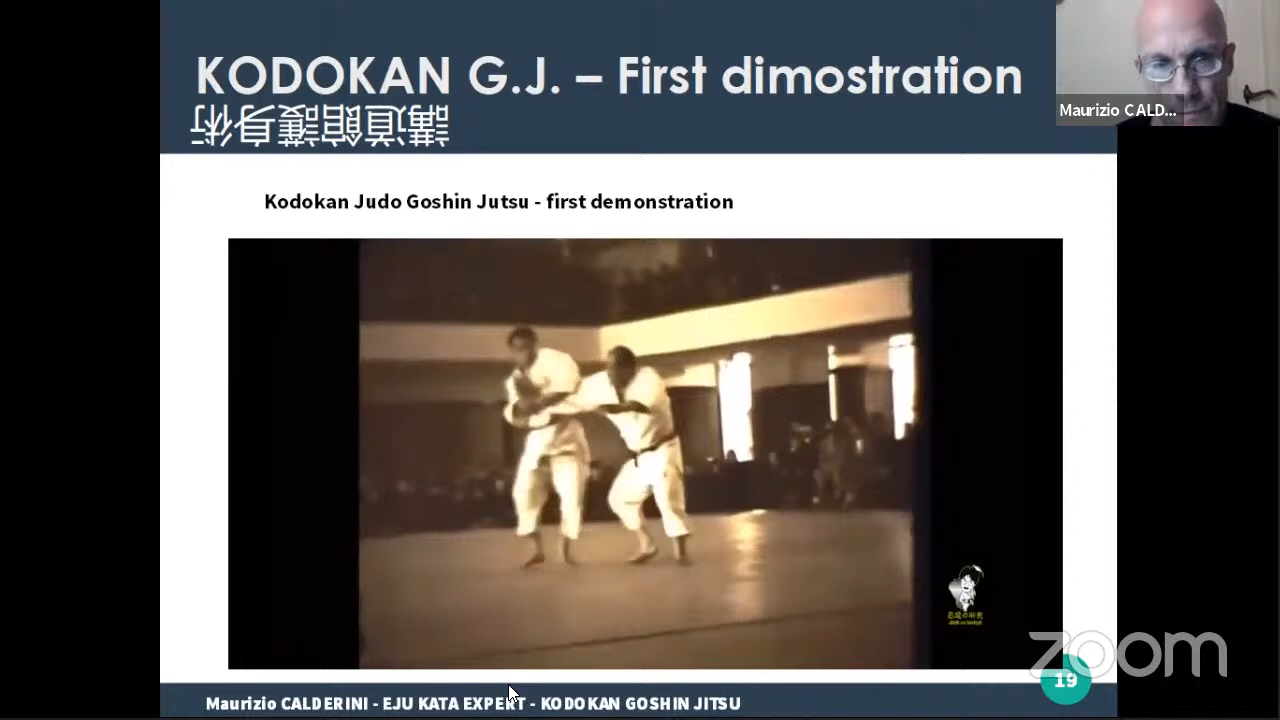 KODOKAN G.J. – First dimostration
講道館護身術
Maurizio CALD...
Kodokan Judo Goshin Jutsu - first demonstration
zoom
19
Maurizio CALDERINI - EJU KATA EXPERT - KODOKAN GOSHIN JITSU